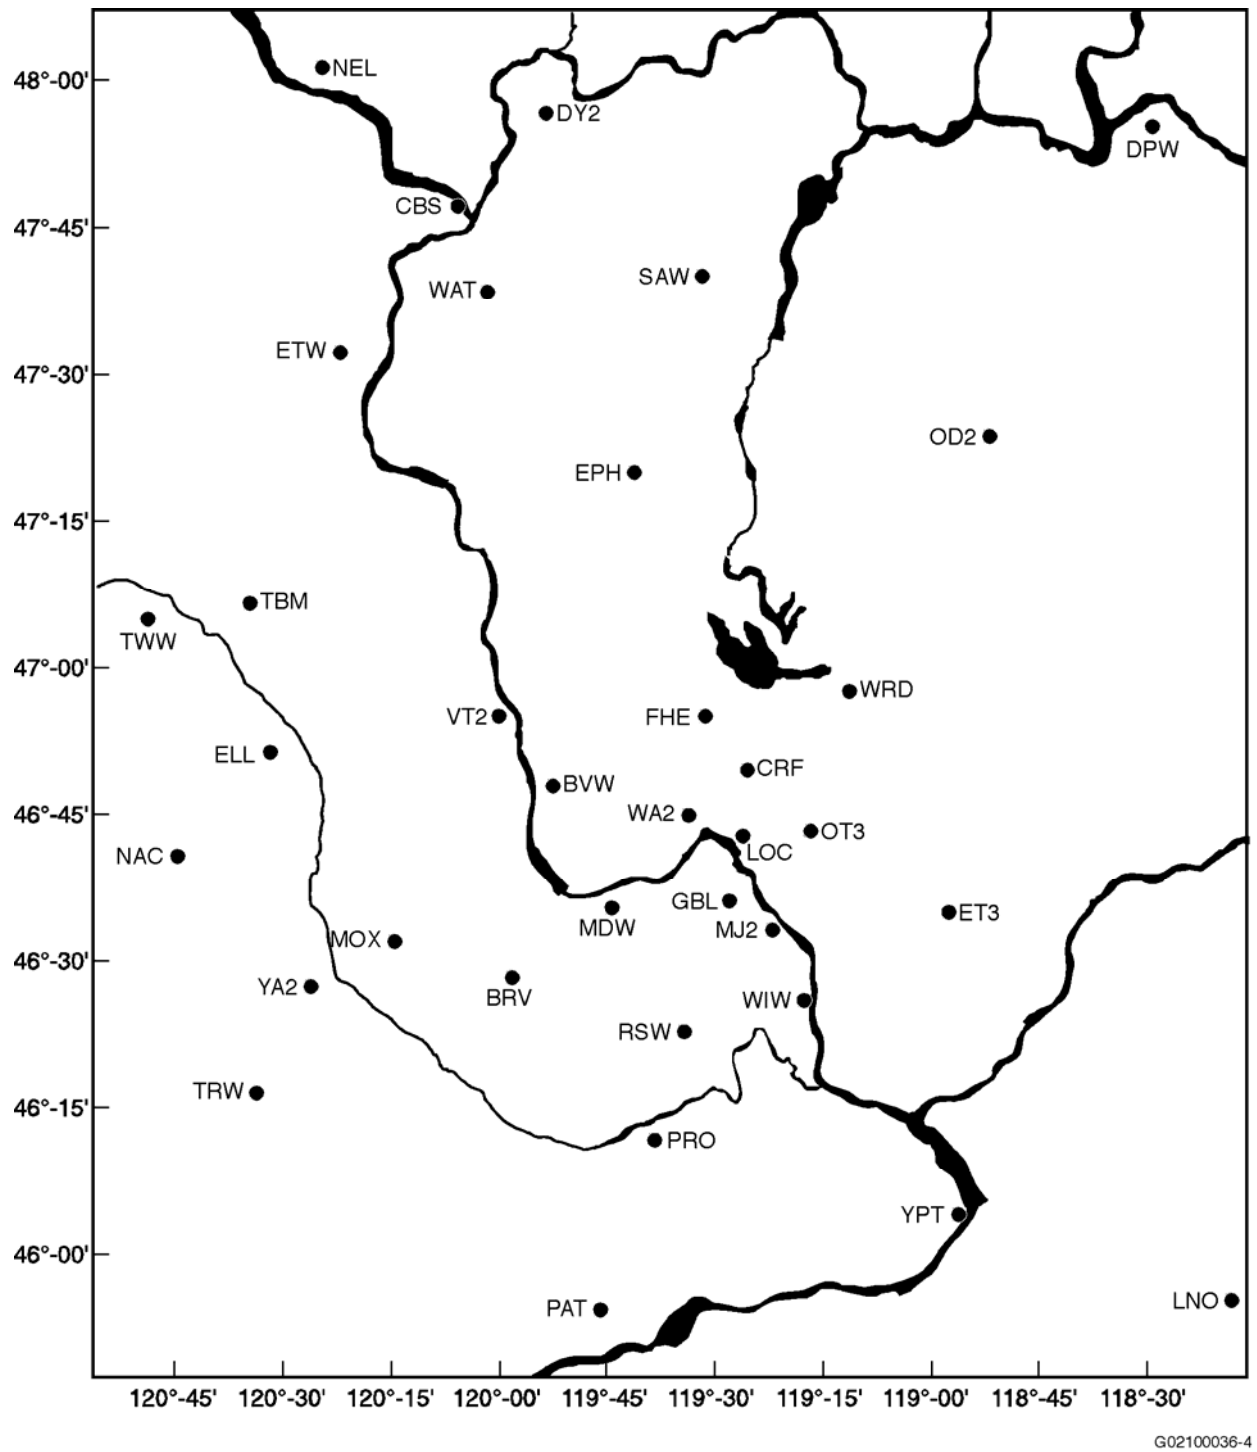 NEL
48°-00'
DY2
DPW
CBS
47°-45'
SAW
WAT
ETW
47°-30'
OD2
EPH
47°-15'
TBM
TWW
47°-00'
WRD
VT2
FHE
ELL
CRF
BVW
46°-45'
WA2
OT3
LOC
NAC
GBL
ET3
MDW
MJ2
MOX
46°-30'
YA2
BRV
WIW
RSW
TRW
46°-15'
PRO
YPT
46°-00'
LNO
PAT
120°-45' 120°-30' 120°-15' 120°-00' 119°-45' 119°-30' 119°-15' 119°-00' 118°-45' 118°-30'
G02100036-4